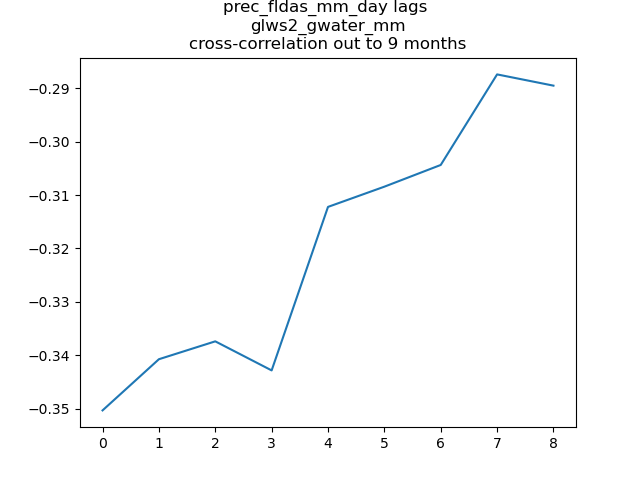 prec_fldas_mm_day lags
glws2_gwater_mm
cross-correlation out to 9 months
−0.29
−0.30
−0.31
−0.32
−0.33
−0.34
−0.35
0 1 2 3 4 5 6 7 8